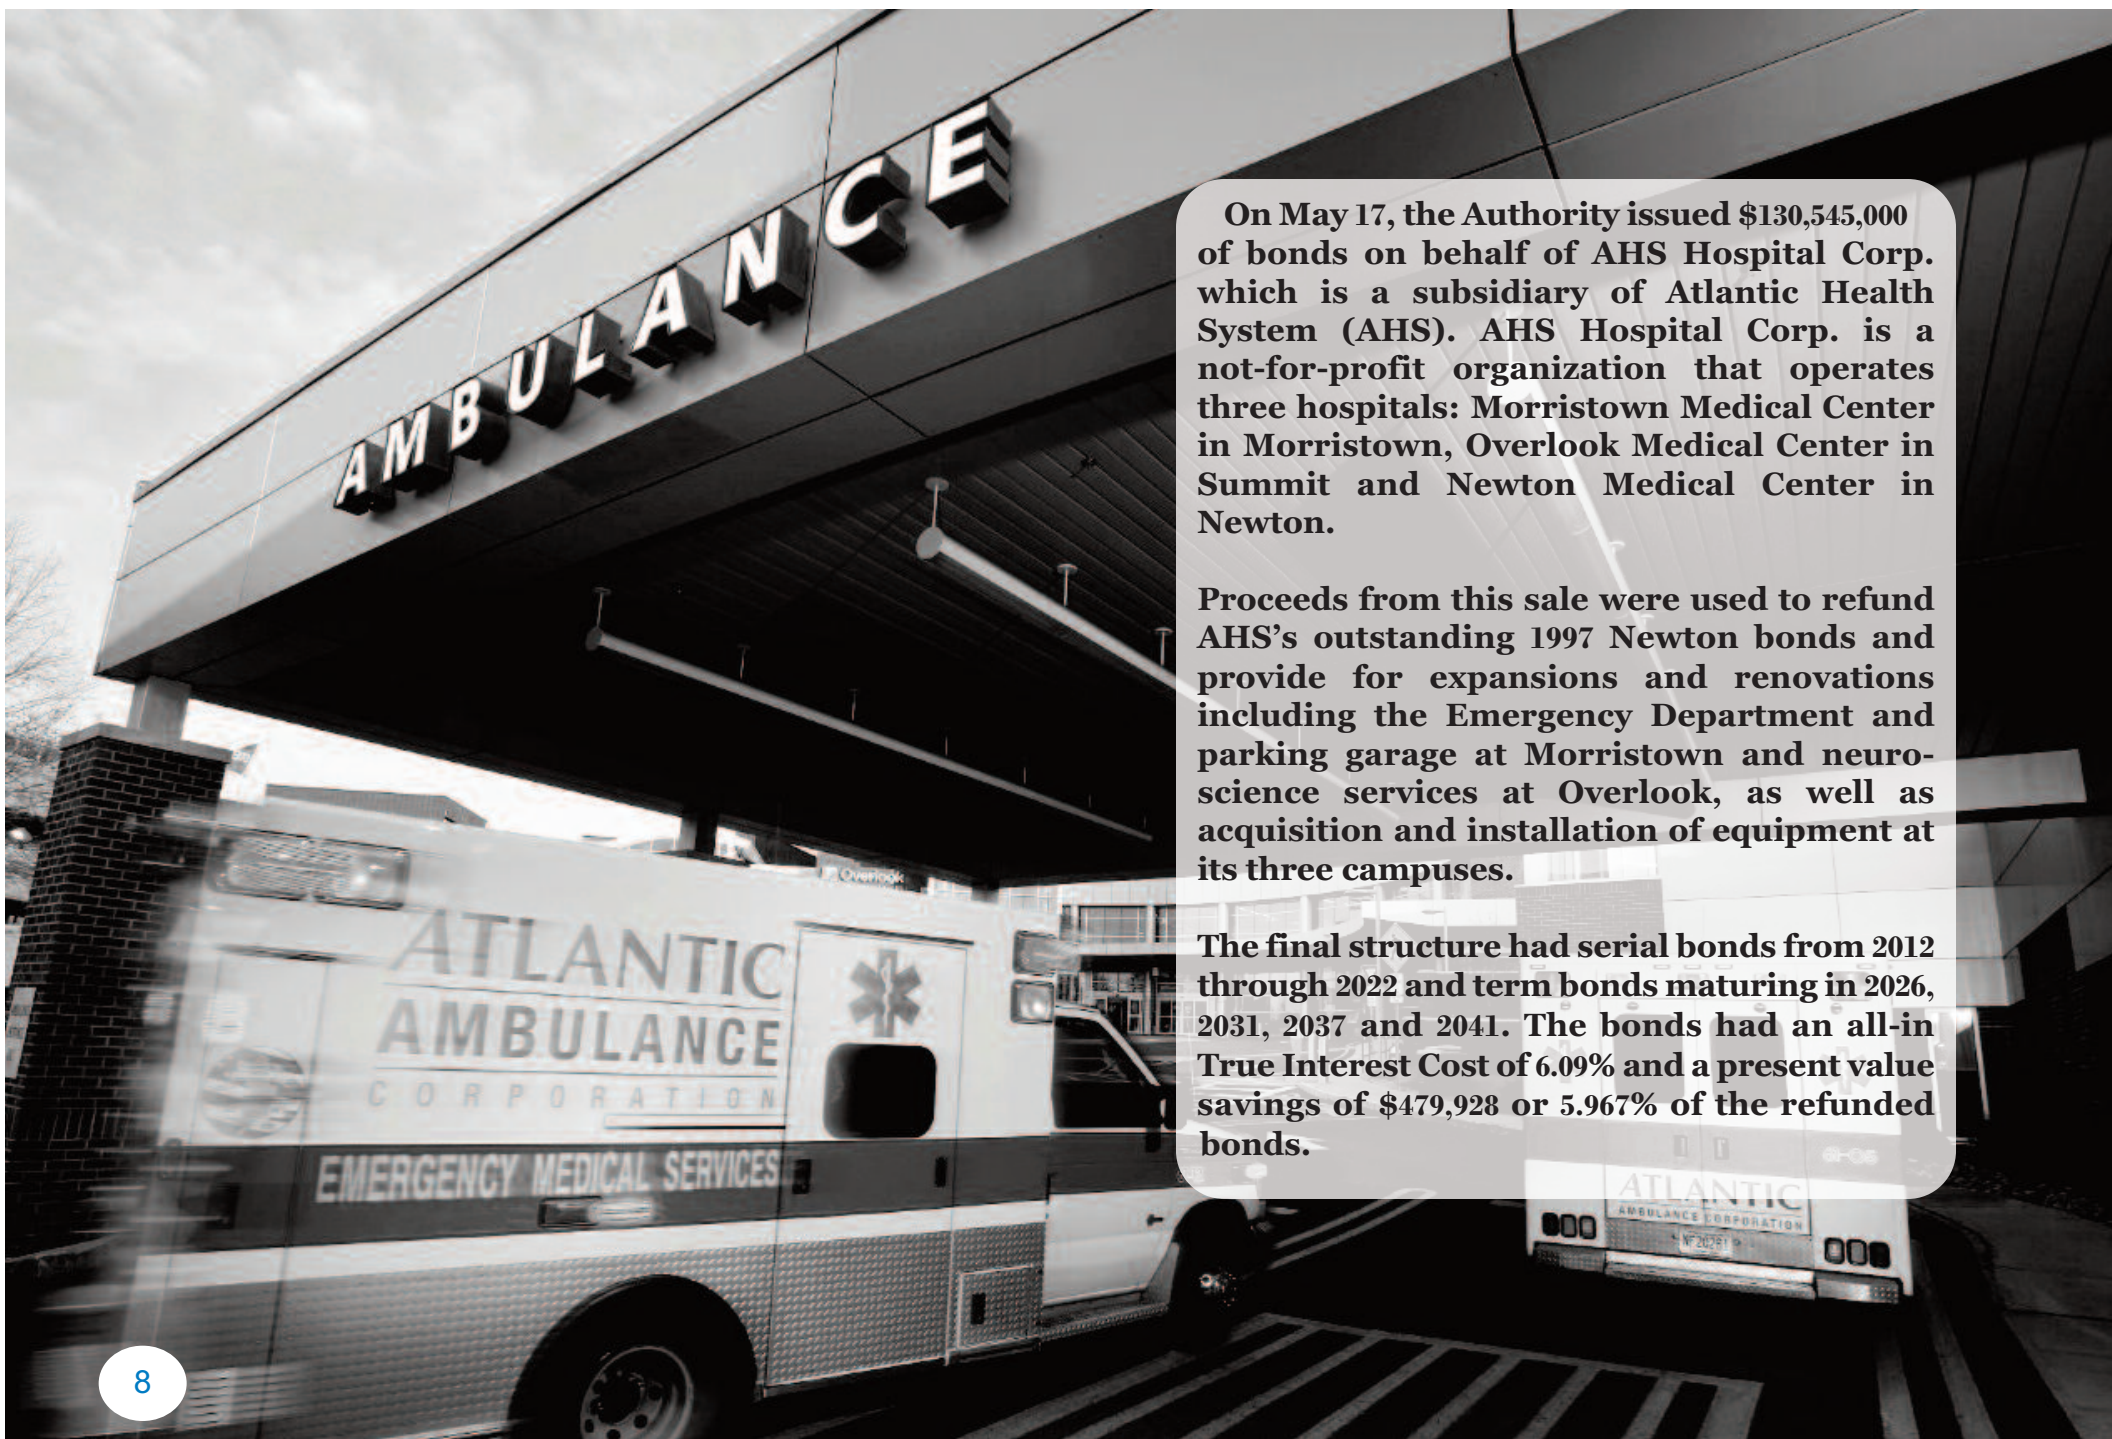 AMBULANCE
On May 17, the Authority issued $130,545,000
of bonds on behalf of AHS Hospital Corp.
which is a subsidiary of Atlantic Health
System (AHS). AHS Hospital Corp. is a
not-for-profit organization that operates
three hospitals: Morristown Medical Center
in Morristown, Overlook Medical Center in
Summit and Newton Medical Center in
Newton.
Proceeds from this sale were used to refund
AHS’s outstanding 1997 Newton bonds and
provide for expansions and renovations
including the Emergency Department and
parking garage at Morristown and neuro-
science services at Overlook, as well as
acquisition and installation of equipment at
its three campuses.
The final structure had serial bonds from 2012
through 2022 and term bonds maturing in 2026,
2031, 2037 and 2041. The bonds had an all-in
True Interest Cost of 6.09% and a present value
savings of $479,928 or 5.967% of the refunded
bonds.
Overlook
ATLANTIC
AMBULANCE
CORPORATION
EMERGENCY MEDICAL SERVICES
ATLANTIC
AMBULANCE CORPORATION
8